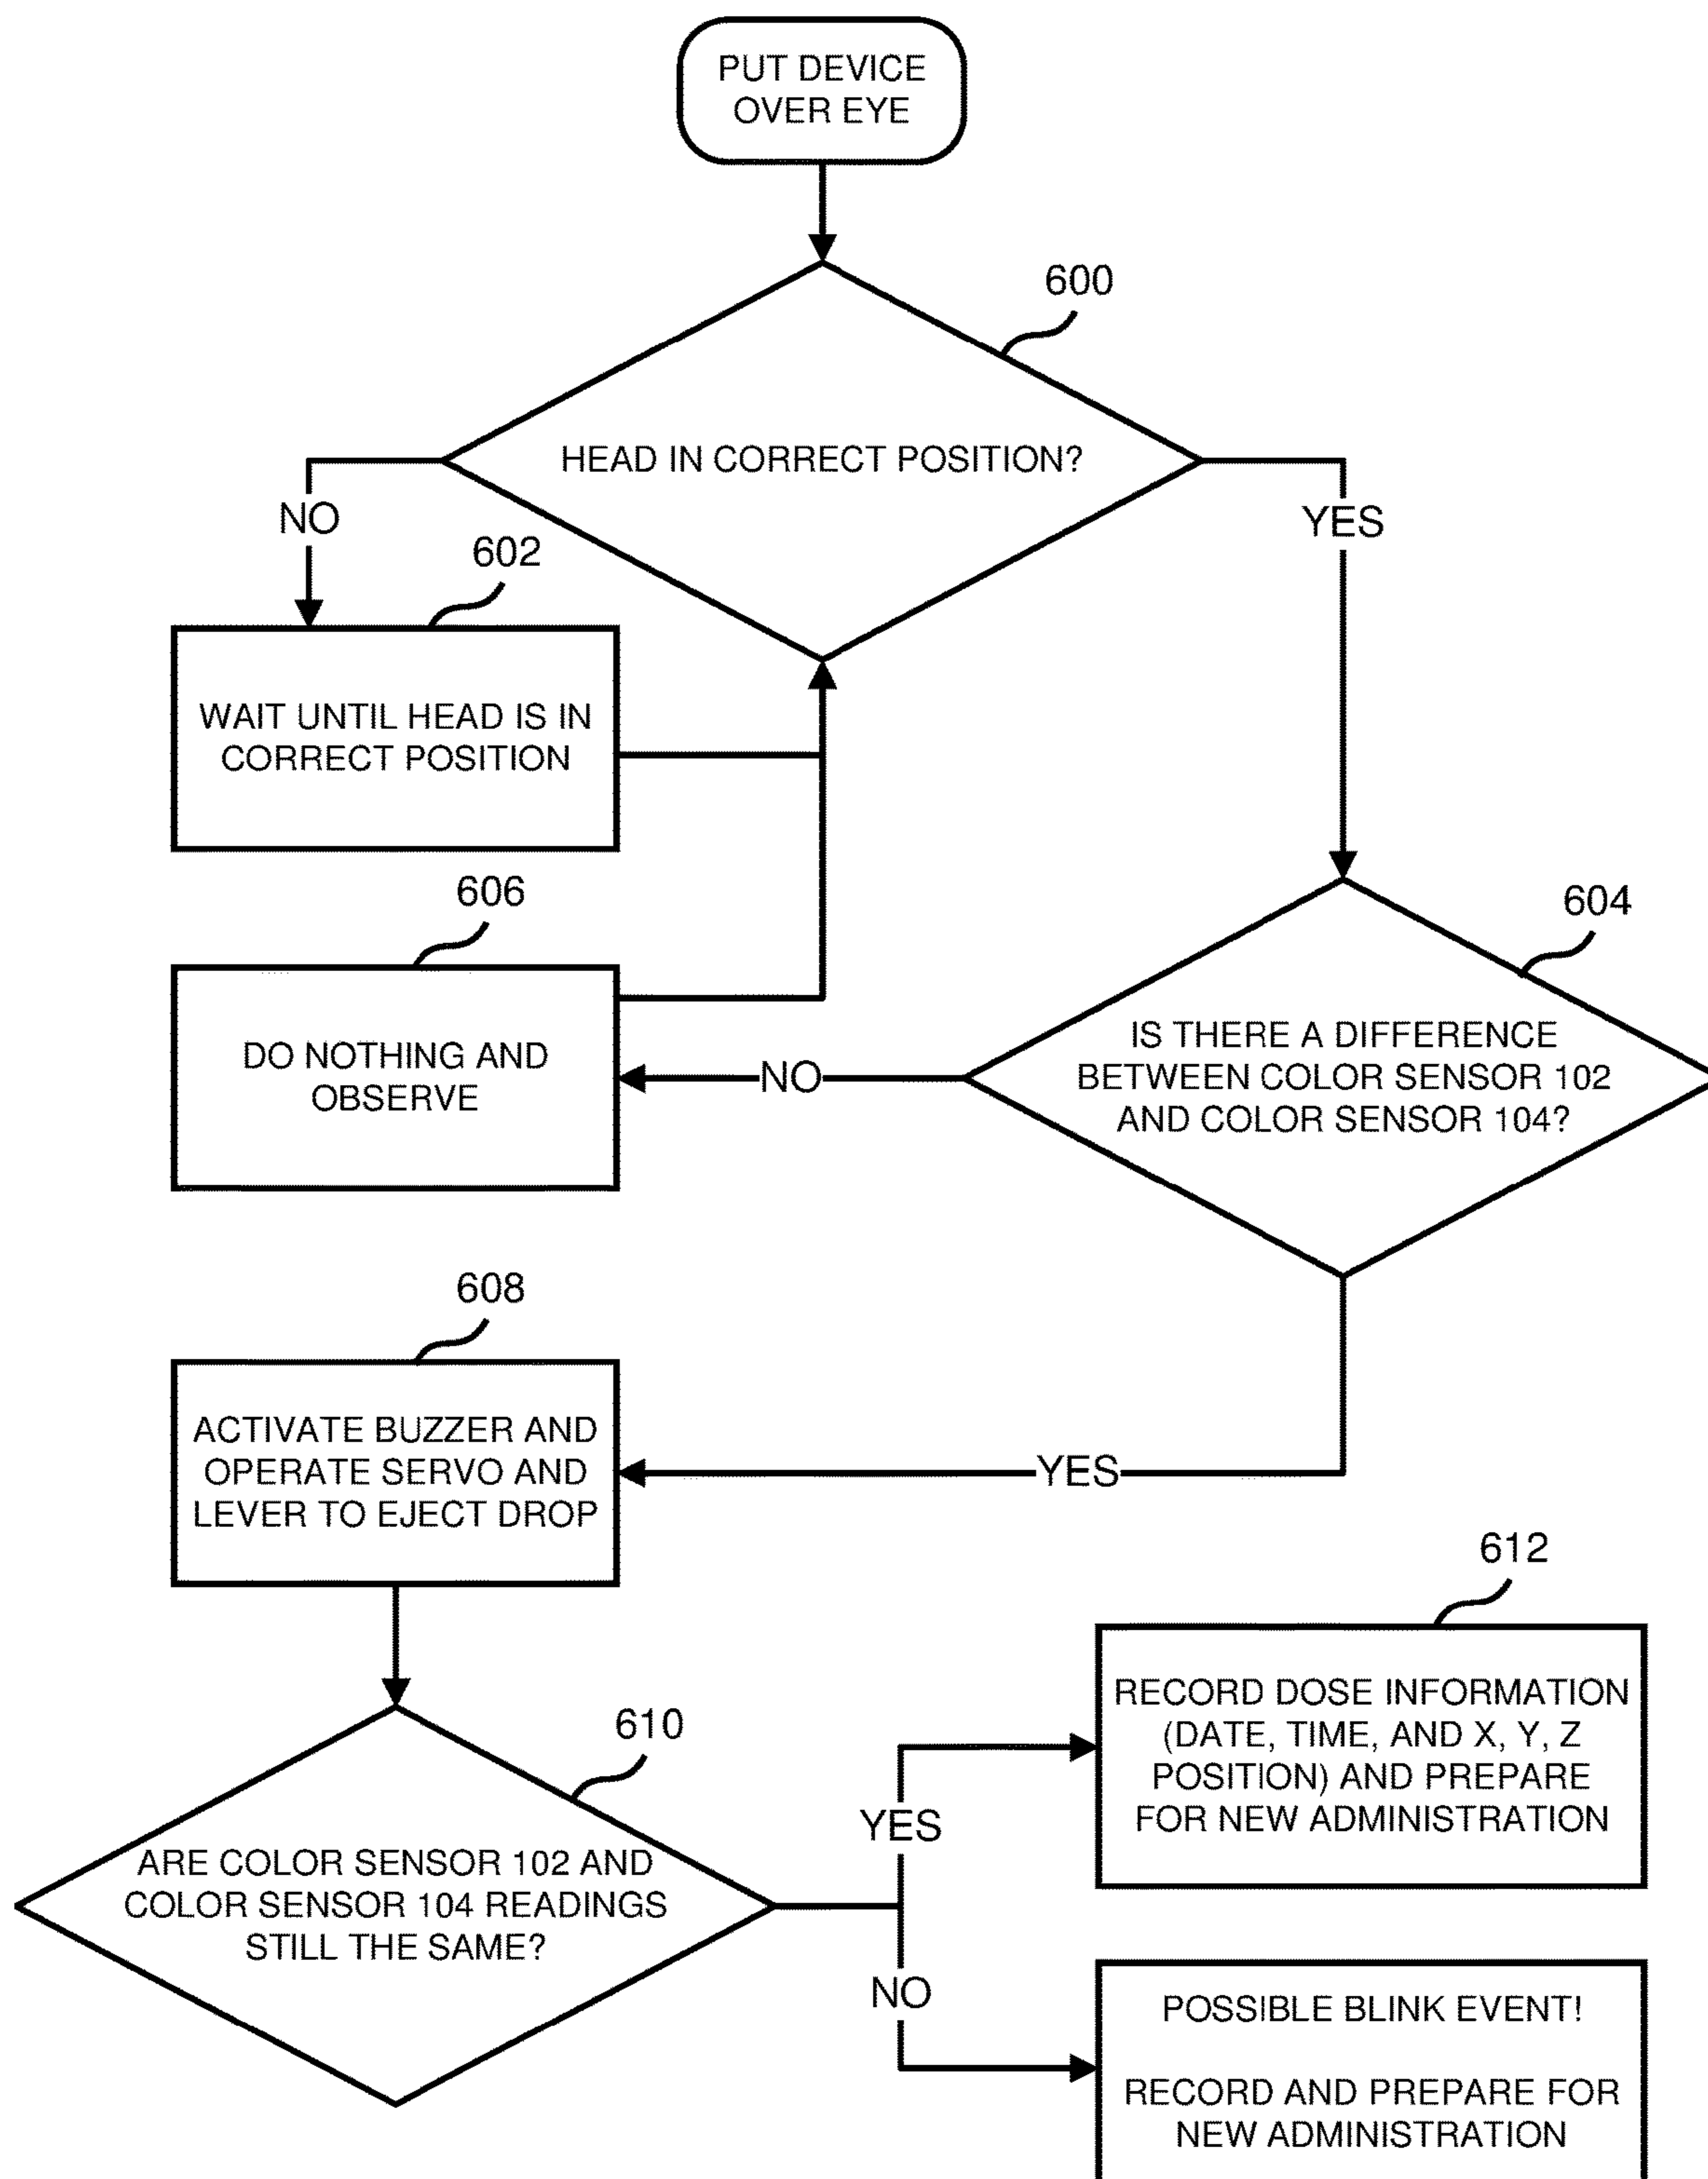 PUT DEVICE
OVER EYE
600
HEAD IN CORRECT POSITION?
NO
YES
602
WAIT UNTIL HEAD IS IN
CORRECT POSITION
606
604
DO NOTHING AND
OBSERVE
NO
IS THERE A DIFFERENCE
BETWEEN COLOR SENSOR 102
AND COLOR SENSOR 104?
608
ACTIVATE BUZZER AND
OPERATE SERVO AND
LEVER TO EJECT DROP
YES
612
RECORD DOSE INFORMATION
(DATE, TIME, AND X, Y, Z
POSITION) AND PREPARE
FOR NEW ADMINISTRATION
610
YES
ARE COLOR SENSOR 102 AND
COLOR SENSOR 104 READINGS
STILL THE SAME?
NO
POSSIBLE BLINK EVENT!
RECORD AND PREPARE FOR
NEW ADMINISTRATION